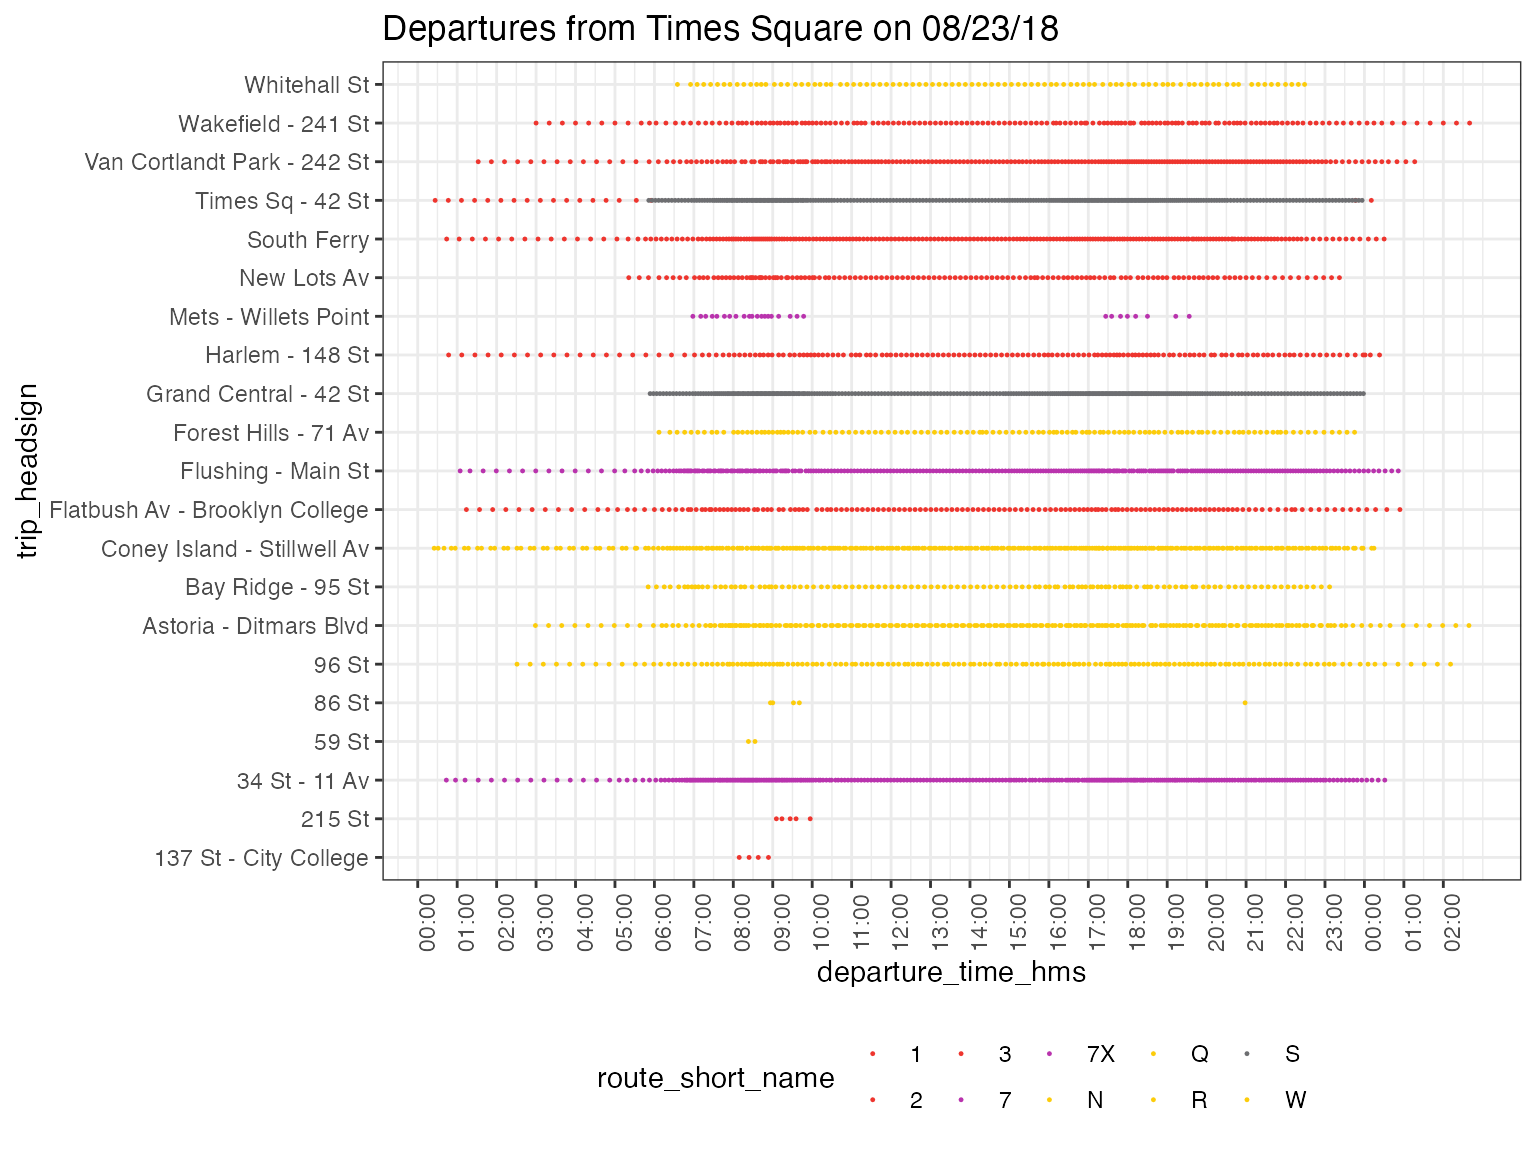 Departures from Times Square on 08/23/18
trip_headsign
Whitehall St
Wakefield - 241 St
Van Cortlandt Park - 242 St
Times Sq - 42 St
South Ferry
New Lots Av
Mets - Willets Point
Harlem - 148 St
Grand Central - 42 St
Forest Hills - 71 Av
Flushing - Main St
Flatbush Av - Brooklyn College
Coney Island - Stillwell Av
Bay Ridge - 95 St
Astoria - Ditmars Blvd
96 St
86 St
59 St
34 St - 11 Av
215 St
137 St - City College
00:00 01:00 02:00 03:00 04:00 05:00 06:00 07:00 08:00 09:00 10:00 11:00 12:00 13:00 14:00 15:00 16:00 17:00 18:00 19:00 20:00 21:00 22:00 23:00 00:00 01:00 02:00
departure_time_hms
route_short_name
1 3 7X Q S
2 7 N R W